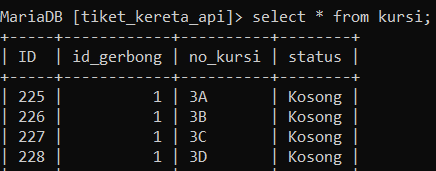 MariaDB [tiket_kereta_api]> select * from kursi;
+-----+------------+----------+--------+
| ID  | id_gerbong | no_kursi | status |
+-----+------------+----------+--------+
| 225 |          1 | 3A       | Kosong |
| 226 |          1 | 3B       | Kosong |
| 227 |          1 | 3C       | Kosong |
| 228 |          1 | 3D       | Kosong |